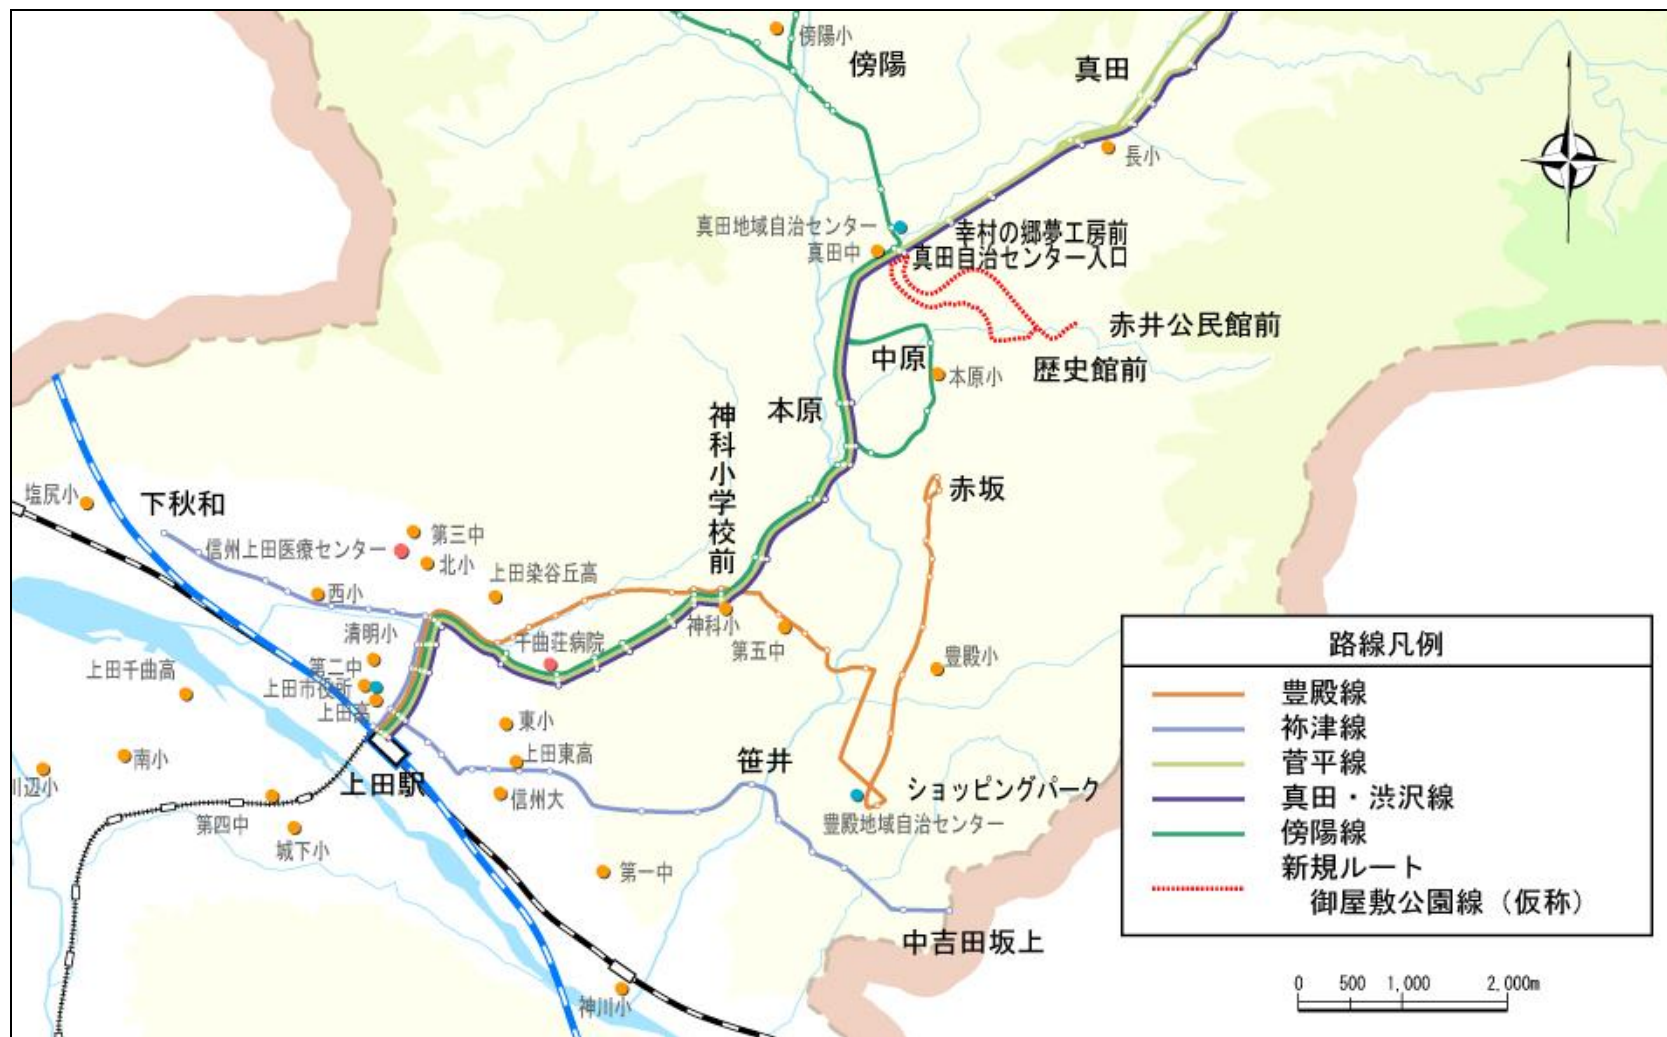 傍陽小
傍陽
真田
長小
真田地域自治センター
幸村の郷夢工房前
真田中
真田自治センター入口
赤井公民館前
中原
歴史館前
本原小
本原
神科小学校前
赤坂
塩尻小
下秋和
第三中
信州上田医療センター
北小
上田染谷丘高
西小
神科小
清明小
千曲荘病院
第五中
豊殿小
第二中
上田千曲高
上田市役所
上田高
東小
上田東高
南小
笹井
川辺小
上田駅
信州大
ショッピングパーク
第四中
豊殿地域自治センター
城下小
第一中
中吉田坂上
神川小
路線凡例
豊殿線
祢津線
菅平線
真田・渋沢線
傍陽線
新規ルート
御屋敷公園線（仮称）
0 500 1,000 2,000m